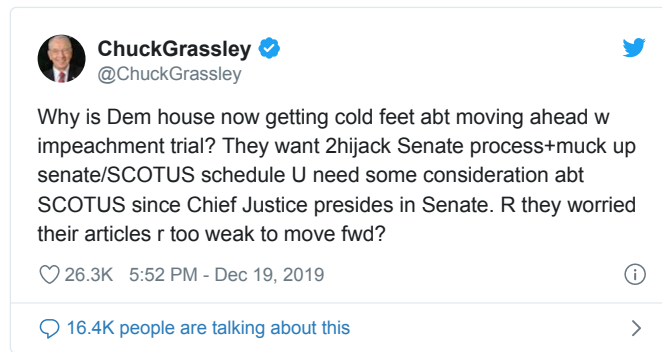 ChuckGrassley
@ChuckGrassley
Why is Dem house now getting cold feet abt moving ahead w
impeachment trial? They want 2hijack Senate process+muck up
senate/SCOTUS schedule U need some consideration abt
SCOTUS since Chief Justice presides in Senate. R they worried
their articles r too weak to move fwd?
26.3K 5:52 PM - Dec 19, 2019
16.4K people are talking about this